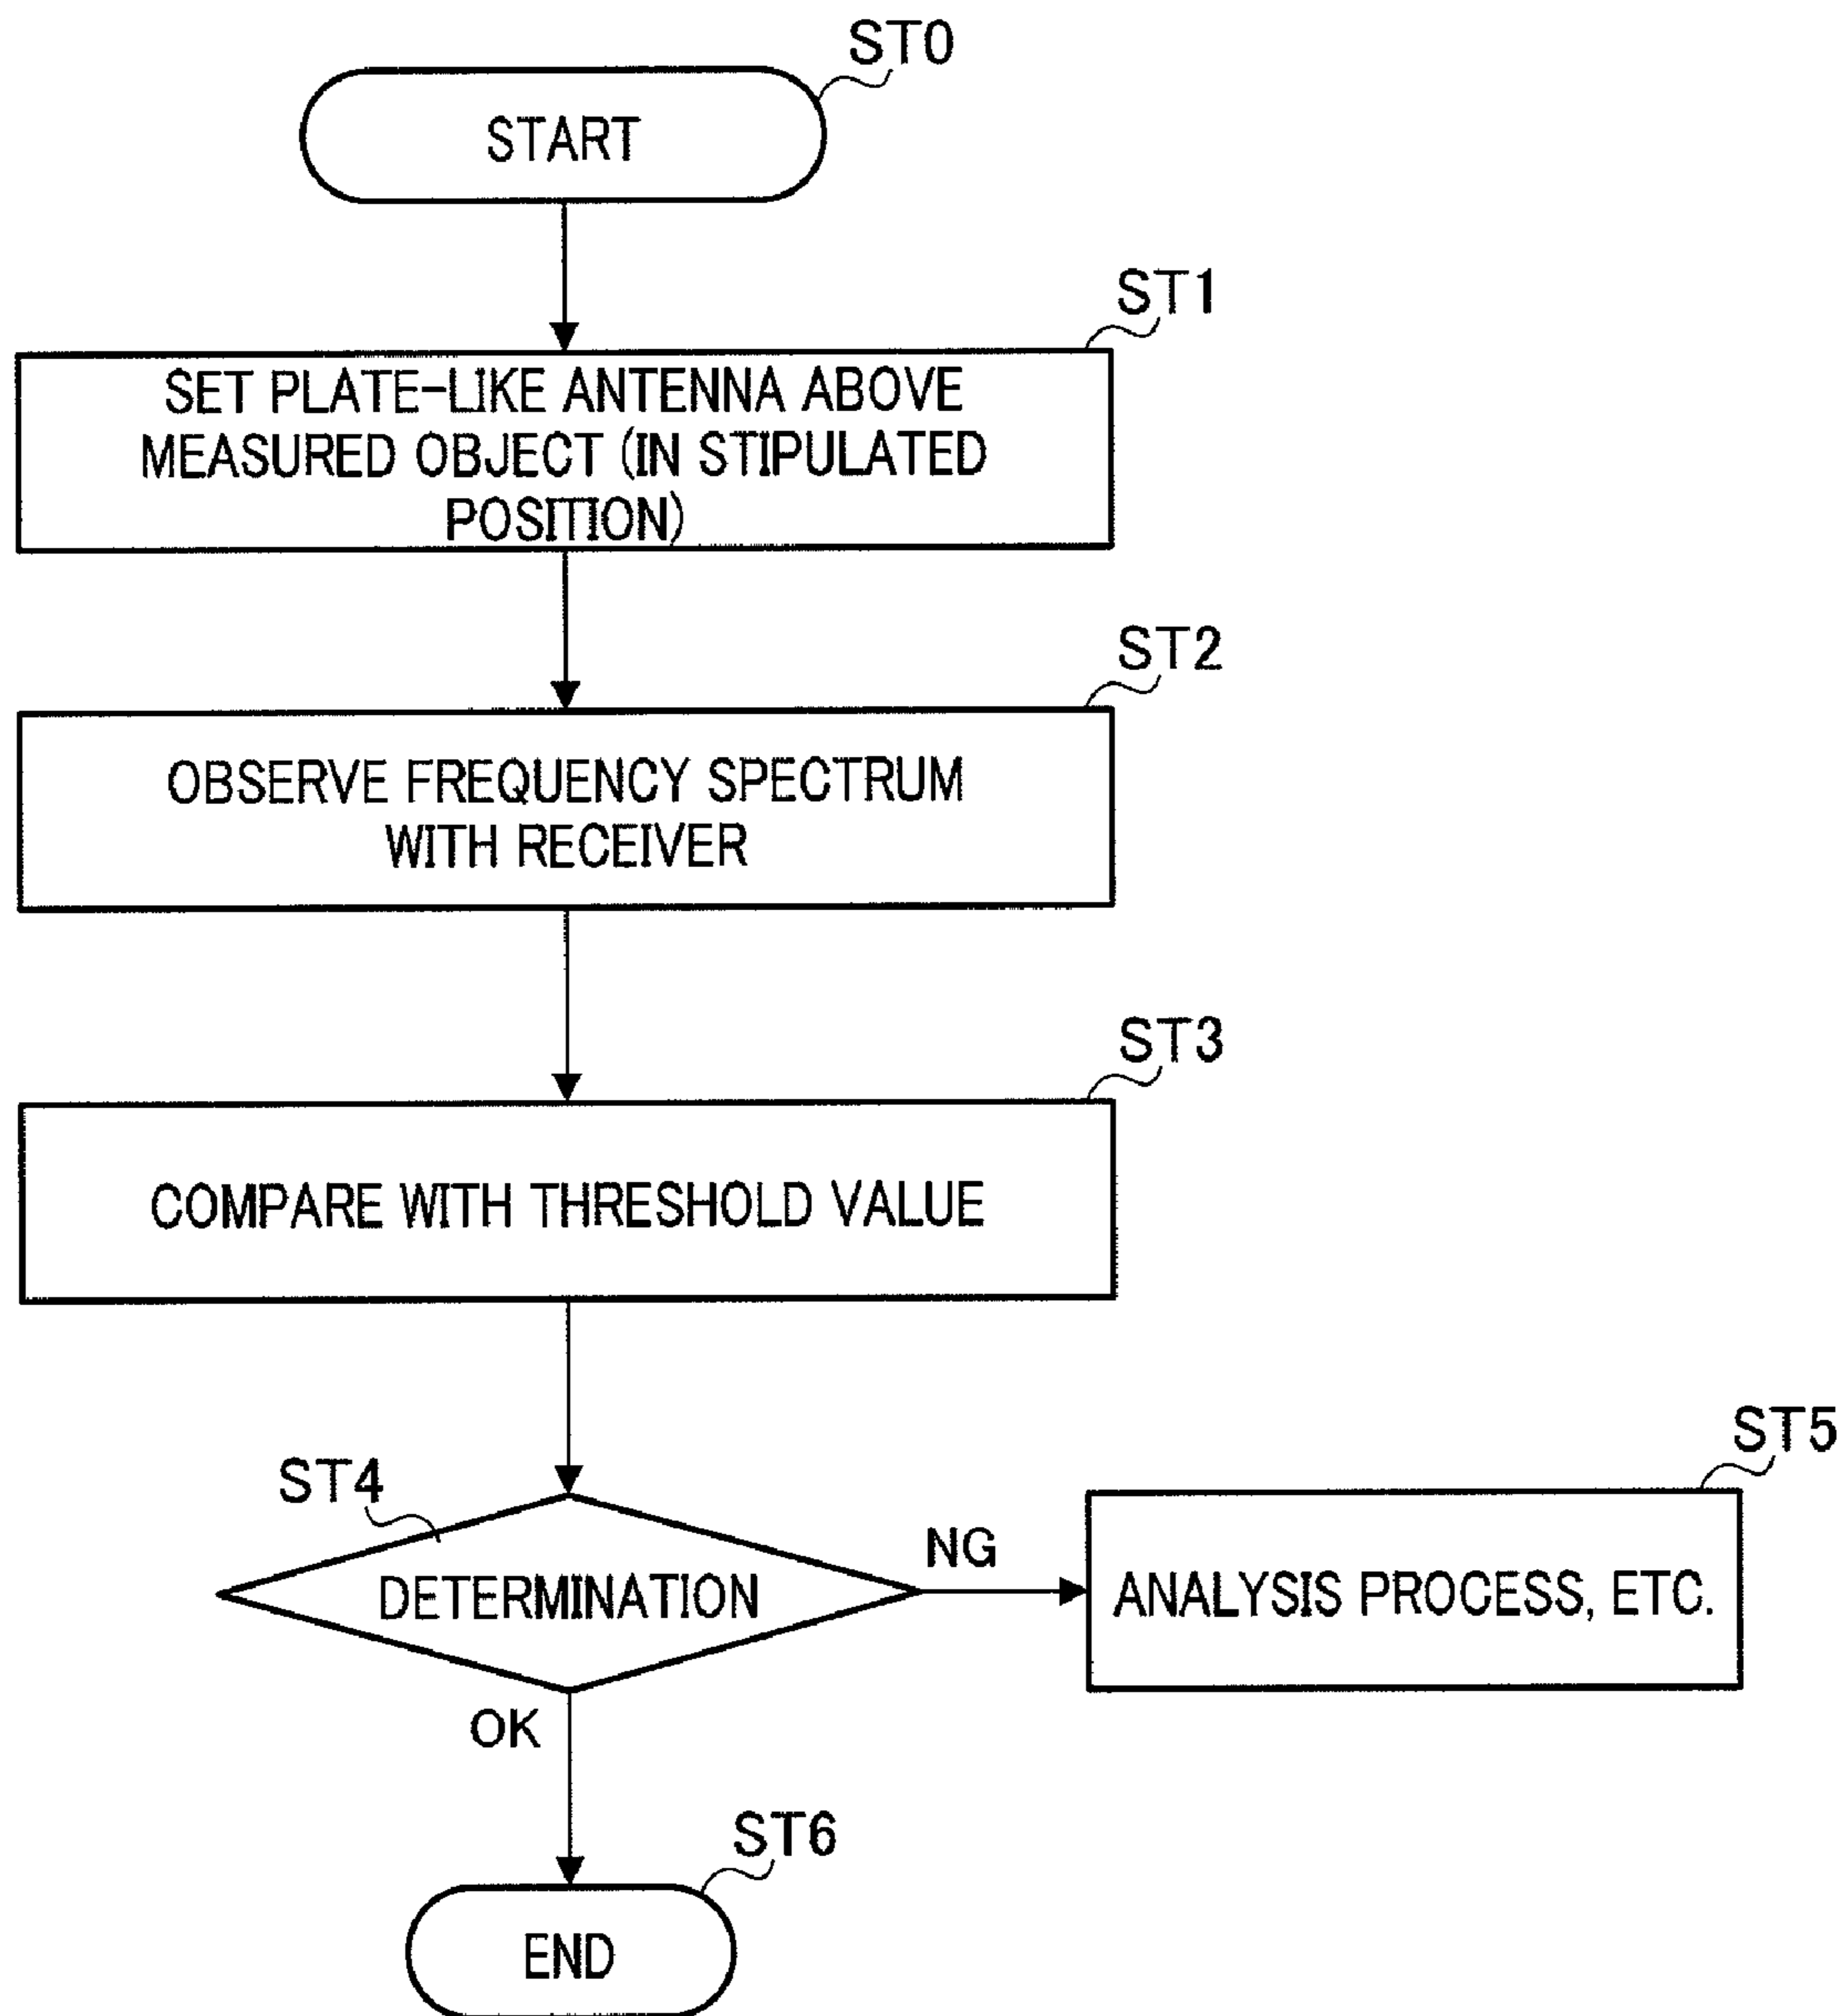 ST0
START
ST1
SET PLATE-LIKE ANTENNA ABOVE
MEASURED OBJECT (IN STIPULATED
POSITION)
ST2
OBSERVE FREQUENCY SPECTRUM
WITH RECEIVER
ST3
COMPARE WITH THRESHOLD VALUE
ST4
DETERMINATION
NG
ST5
ANALYSIS PROCESS, ETC.
OK
ST6
END